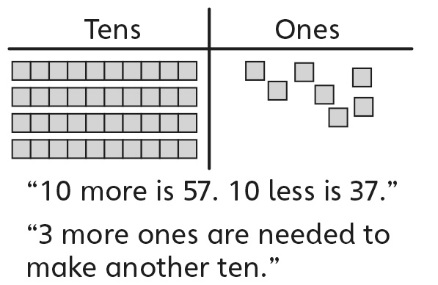 Tens Ones
“10 more is 57. 10 less is 37.”
“3 more ones are needed to
make another ten.”